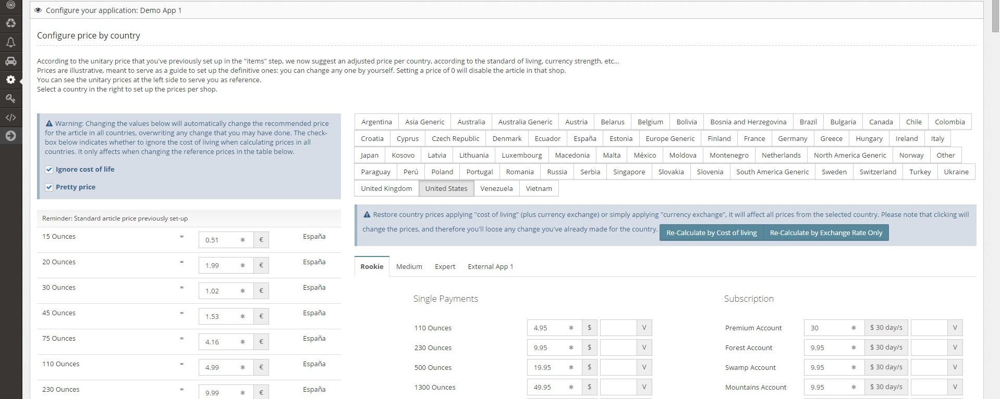 Configure your application: Demo App 1
Configure price by country
According to the unitary price that you've previously set up in the "items" step, we now suggest an adjusted price per country, according to the standard of living, currency strength, etc...
Prices are illustrative, meant to serve as a guide to set up the definitive ones: you can change any one by yourself. Setting a price of 0 will disable the article in that shop.
You can see the unitary prices at the left side to serve you as reference.
Select a country in the right to set up the prices per shop.
Warning: Changing the values below will automatically change the recommended price
for the article in all countries, overwriting any change that you may have done. The check-
box below indicates whether to ignore the cost of living when calculating prices in all
countries. It only affects when changing the reference prices in the table below.
Ignore cost of life
Pretty price
Reminder: Standard article price previously set-up
15 Ounces = 0.51 * € España
20 Ounces = 1.99 * € España
30 Ounces = 1.02 * € España
45 Ounces = 1.53 * € España
75 Ounces = 4.16 * € España
110 Ounces = 4.99 * € España
230 Ounces = 9.99 * € España
Argentina Asia Generic Australia Australia Generic Austria Belarus Belgium Bolivia Bosnia and Herzegovina Brazil Bulgaria Canada Chile Colombia
Croatia Cyprus Czech Republic Denmark Ecuador España Estonia Europe Generic Finland France Germany Greece Hungary Ireland Italy
Japan Kosovo Latvia Lithuania Luxembourg Macedonia Malta México Moldova Montenegro Netherlands North America Generic Norway Other
Paraguay Perú Poland Portugal Romania Russia Serbia Singapore Slovakia Slovenia South America Generic Sweden Switzerland Turkey Ukraine
United Kingdom United States Venezuela Vietnam
Restore country prices applying "cost of living" (plus currency exchange) or simply applying "currency exchange", it will affect all prices from the selected country. Please note that clicking will
change the prices, and therefore you'll loose any change you've already made for the country. Re-Calculate by Cost of living Re-Calculate by Exchange Rate Only
Rookie Medium Expert External App 1
Single Payments
110 Ounces 4.95 * $ V
230 Ounces 9.95 * $ V
500 Ounces 19.95 * $ V
1300 Ounces 49.95 * $ V
Subscription
Premium Account 30 * $ 30 day/s V
Forest Account 9.95 * $ 30 day/s V
Swamp Account 9.95 * $ 30 day/s V
Mountains Account 9.95 * $ 30 day/s V